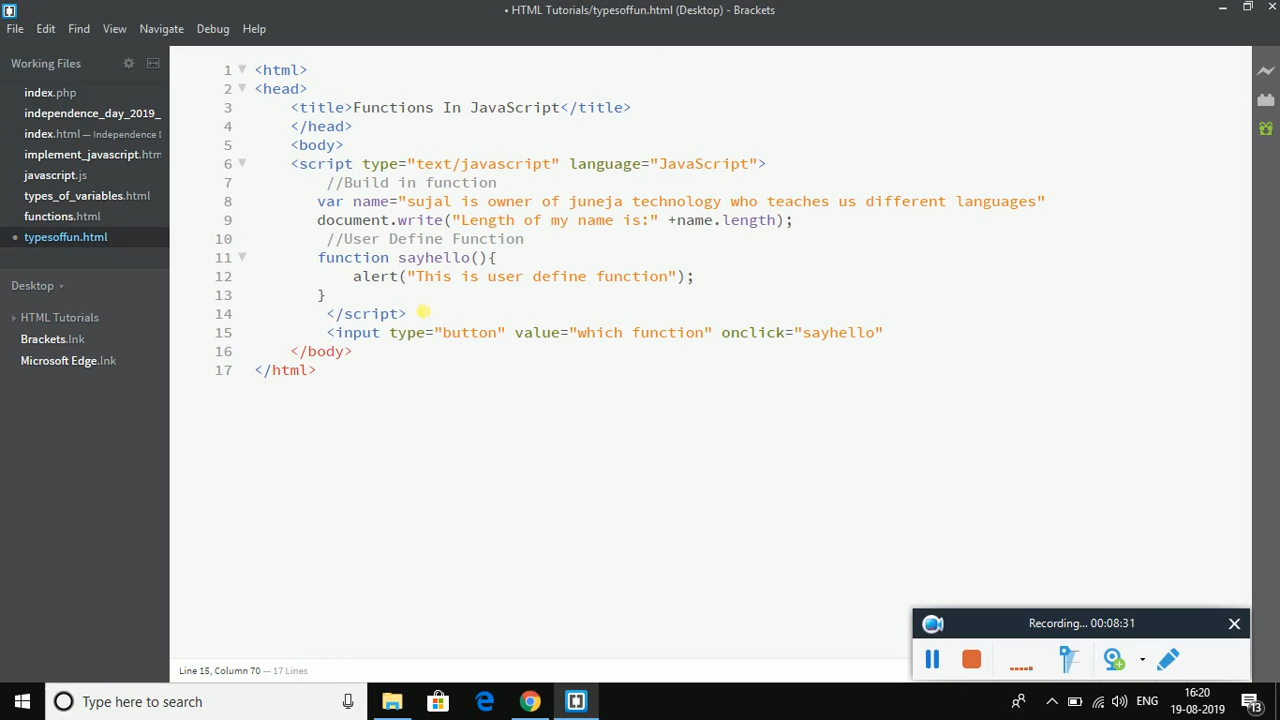 • HTML Tutorials/typesoffun.html (Desktop) - Brackets
File Edit Find View Navigate Debug Help
Working Files
index.php
independence_day_2019_
index.html — Independence D
implement_javascript.htm
javascript.js
types_of_variables.html
functions.html
• typesoffun.html
Desktop
HTML Tutorials
Brackets.lnk
Microsoft Edge.lnk
1 <html>
2 <head>
3 <title>Functions In JavaScript</title>
4 </head>
5 <body>
6 <script type="text/javascript" language="JavaScript">
7 //Build in function
8 var name="sujal is owner of juneja technology who teaches us different languages"
9 document.write("Length of my name is:" +name.length);
10 //User Define Function
11 function sayhello(){
12 alert("This is user define function");
13 }
14 </script>
15 <input type="button" value="which function" onclick="sayhello"
16 </body>
17 </html>
Line 15, Column 70 — 17 Lines
Recording... 00:08:31
Type here to search
ENG
16:20
19-08-2019
13